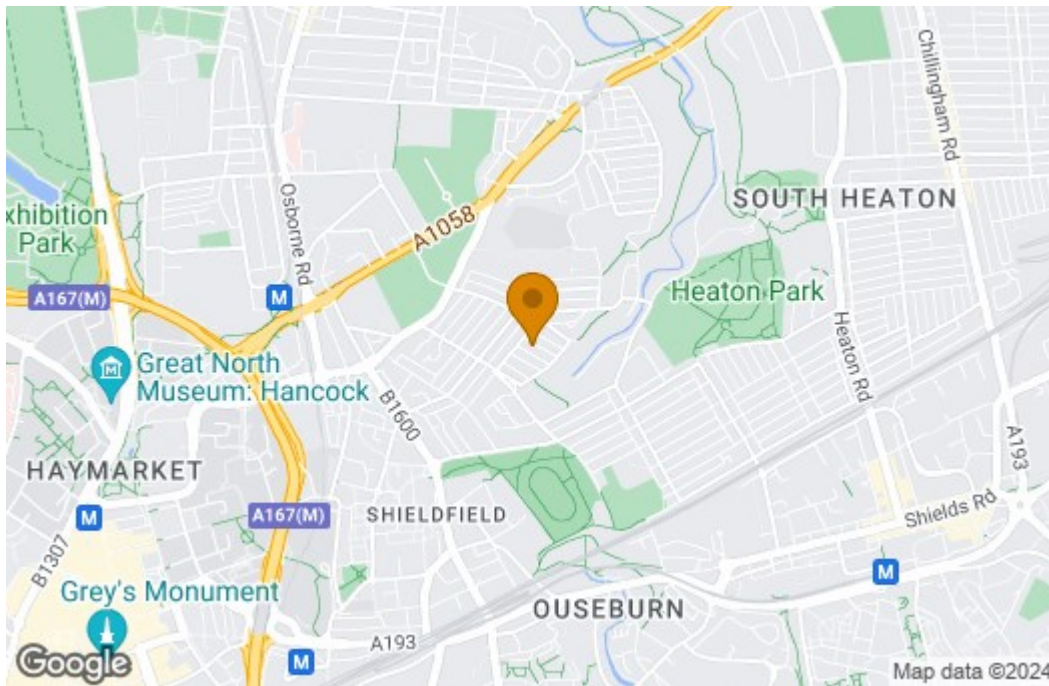 Chillingham Rd
SOUTH HEATON
Osborne Rd
A1058
xhibition
Park
M
A167(M)
Heaton Park
Great North
Museum: Hancock
Heaton Rd
B1600
HAYMARKET
A193
M
A167(M)
SHIELDFIELD
Shields Rd
B1307
M
Grey's Monument
OUSEBURN
A193
M
Google
Map data ©2024